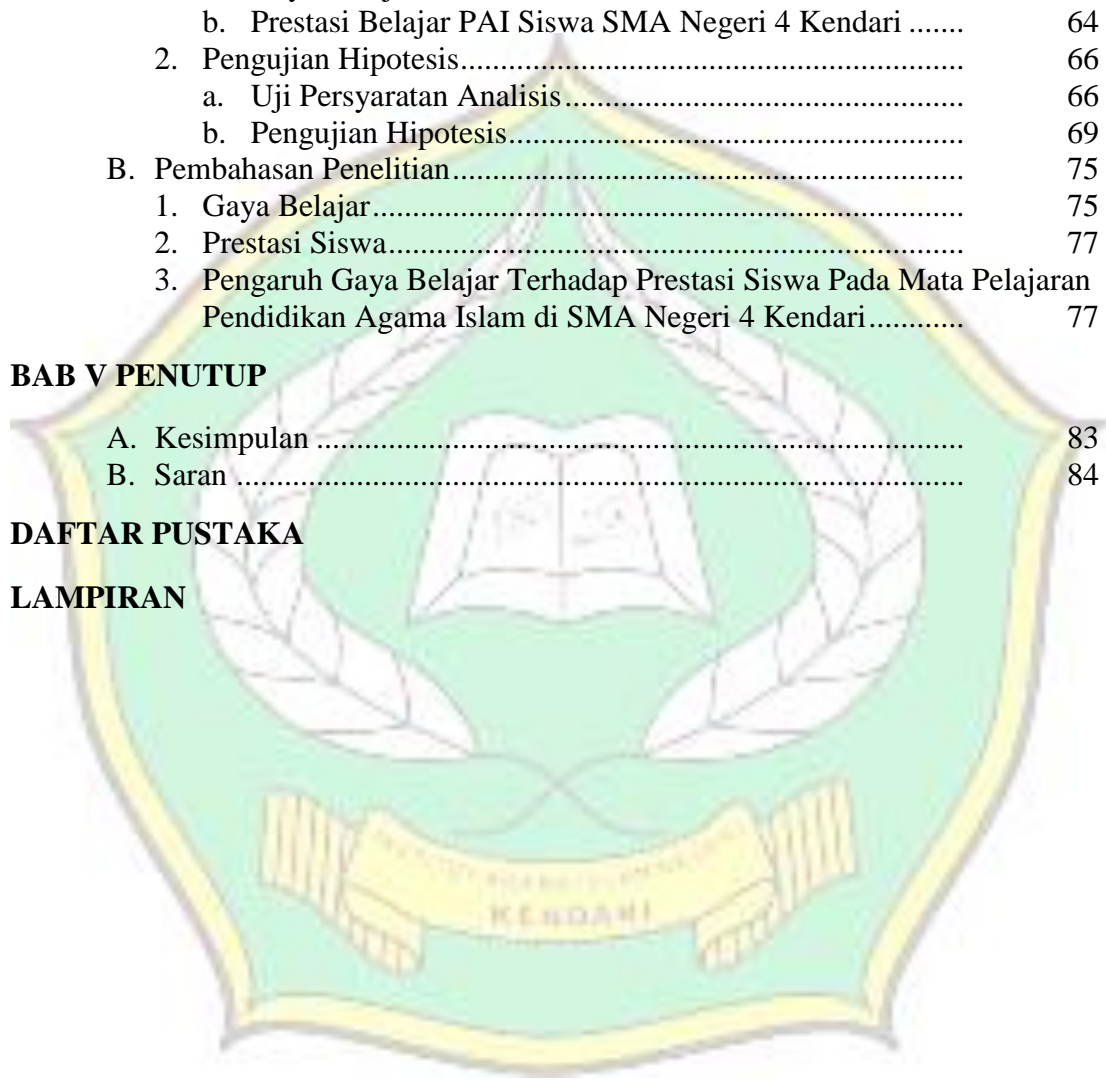 b. Prestasi Belajar PAI Siswa SMA Negeri 4 Kendari ....... 64
2. Pengujian Hipotesis.............................................................. 66
a. Uji Persyaratan Analisis................................................. 66
b. Pengujian Hipotesis........................................................ 69
B. Pembahasan Penelitian............................................................... 75
1. Gaya Belajar......................................................................... 75
2. Prestasi Siswa....................................................................... 77
3. Pengaruh Gaya Belajar Terhadap Prestasi Siswa Pada Mata Pelajaran
Pendidikan Agama Islam di SMA Negeri 4 Kendari............ 77
BAB V PENUTUP
A. Kesimpulan ................................................................................ 83
B. Saran .......................................................................................... 84
DAFTAR PUSTAKA
LAMPIRAN
KENDARI